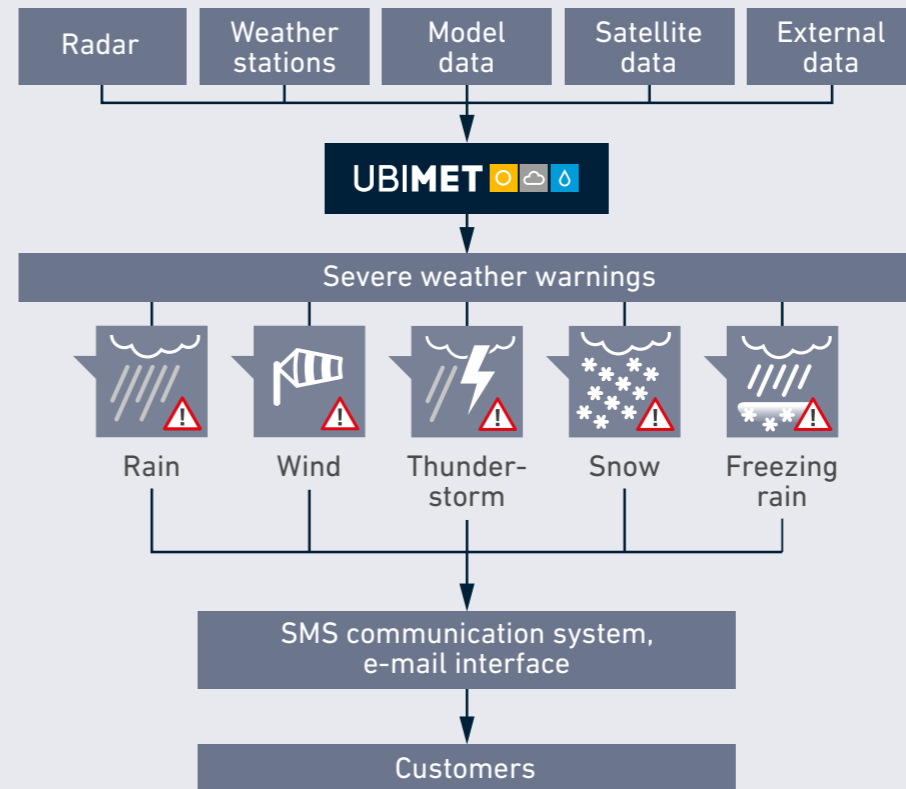 Radar
Weather
stations
Model
data
Satellite
data
External
data
UBIMET
Severe weather warnings
!
!
!
!
!
Rain
Wind
Thunder-
storm
Snow
Freezing
rain
SMS communication system,
e-mail interface
Customers